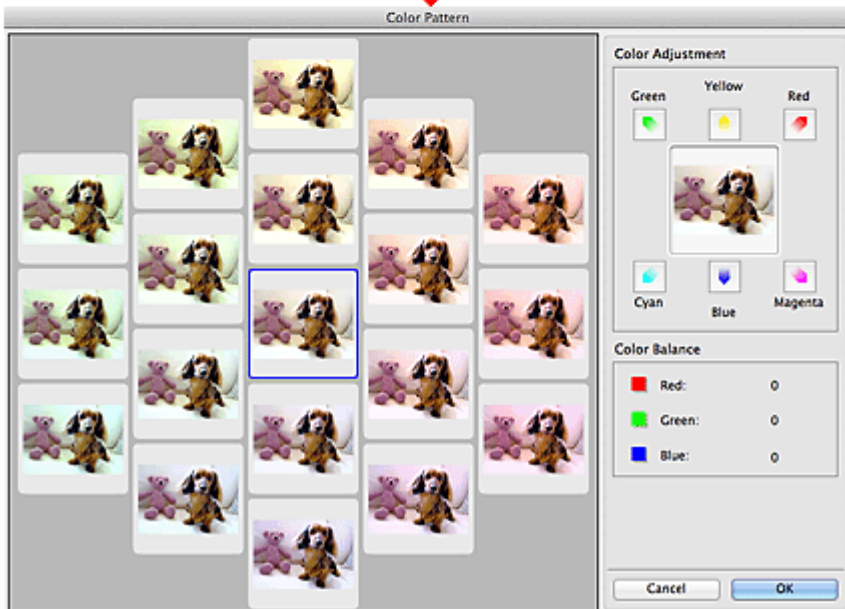 Color Pattern
Color Adjustment
Green Yellow Red
Cyan Blue Magenta
Color Balance
Red: 0
Green: 0
Blue: 0
Cancel OK